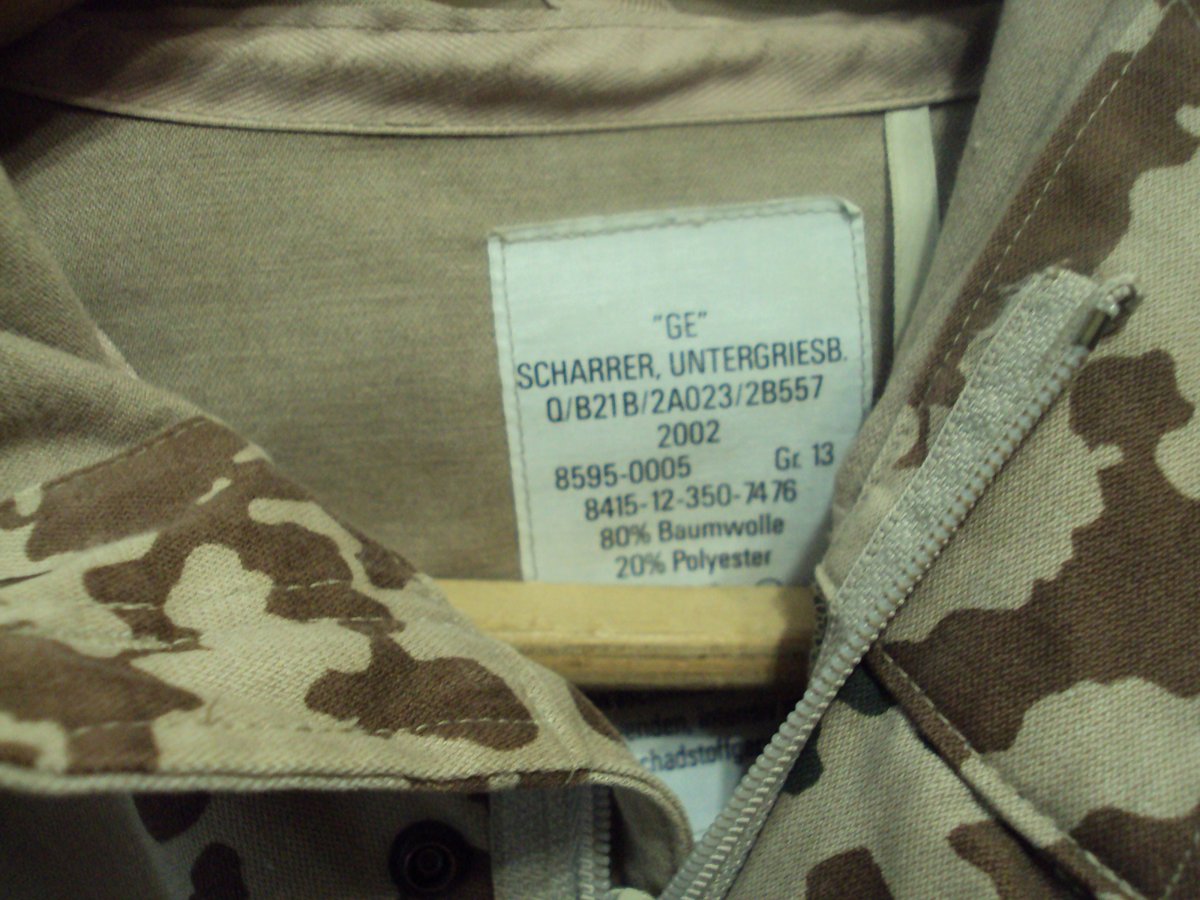 "GE"
SCHARRER, UNTERGRIESB.
Q/B21B/2A023/2B557
2002
8595-0005 Gr. 13
8415-12-350-7476
80% Baumwolle
20% Polyester